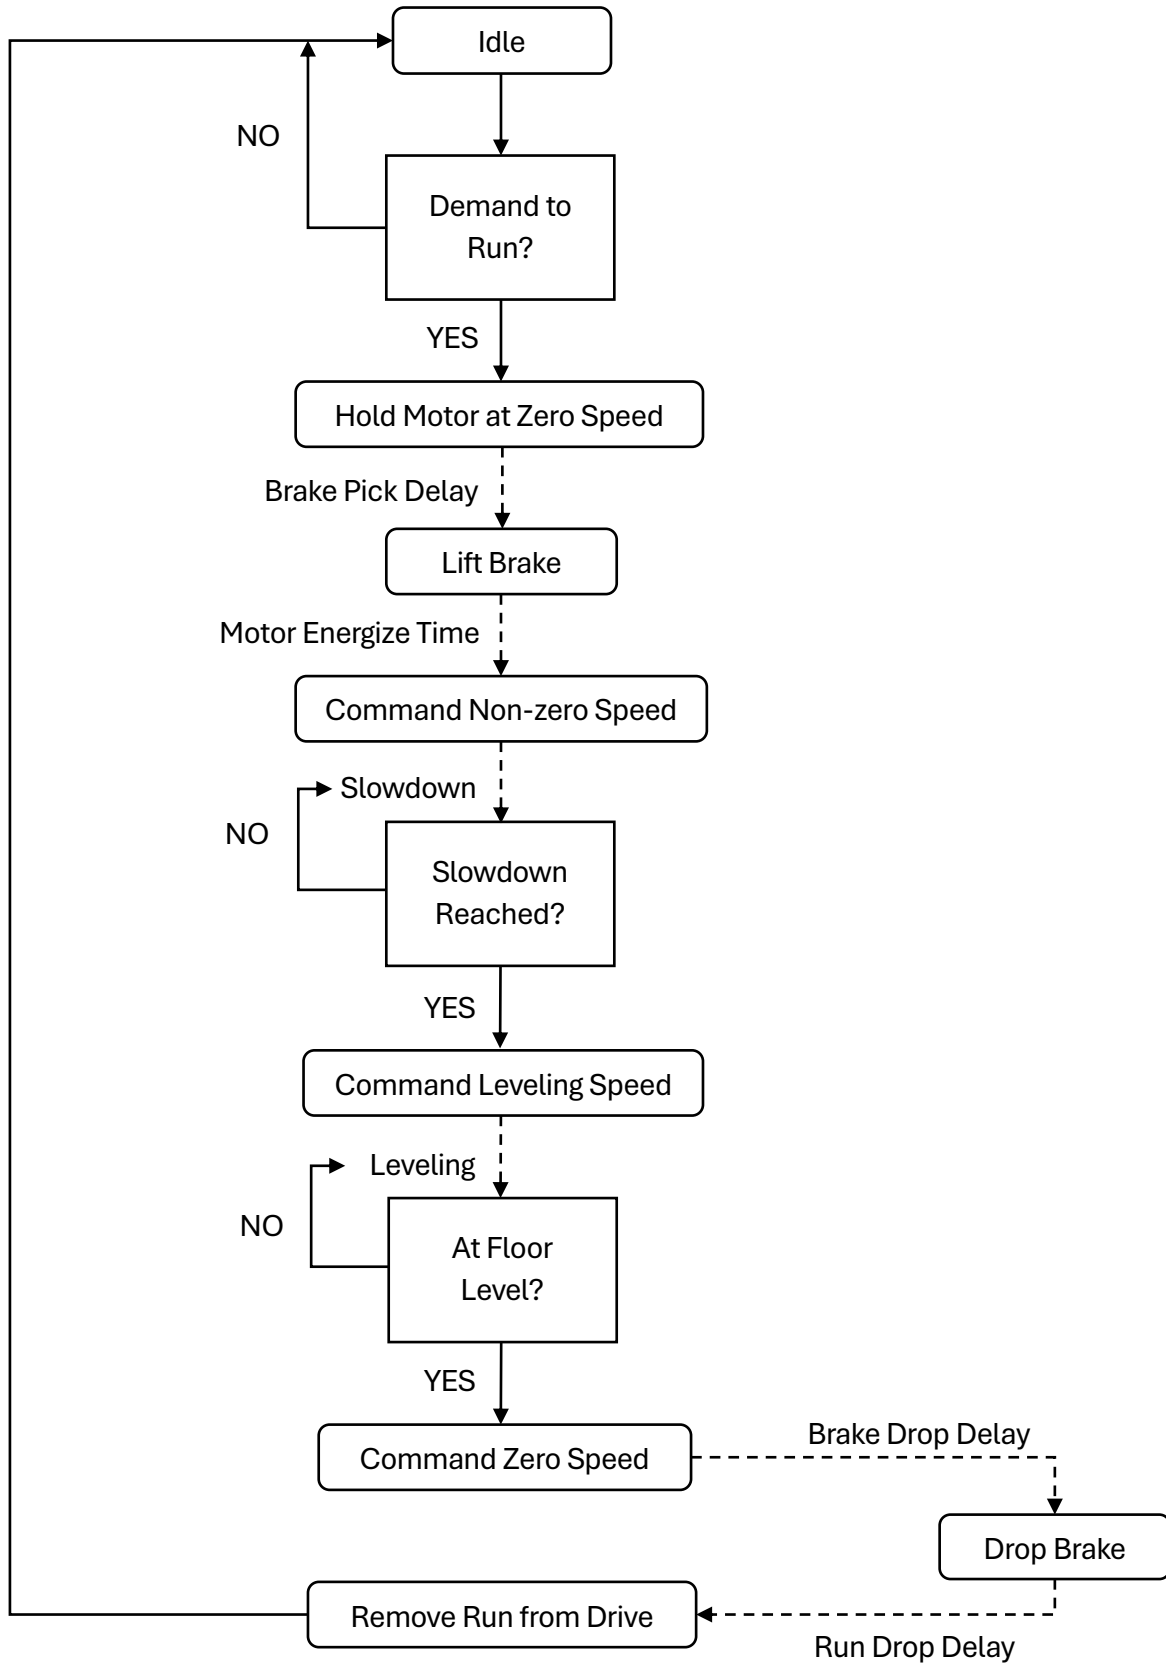 Idle
NO
Demand to
Run?
YES
Hold Motor at Zero Speed
Brake Pick Delay
Lift Brake
Motor Energize Time
Command Non-zero Speed
Slowdown
NO
Slowdown
Reached?
YES
Command Leveling Speed
Leveling
NO
At Floor
Level?
YES
Command Zero Speed
Brake Drop Delay
Drop Brake
Remove Run from Drive
Run Drop Delay